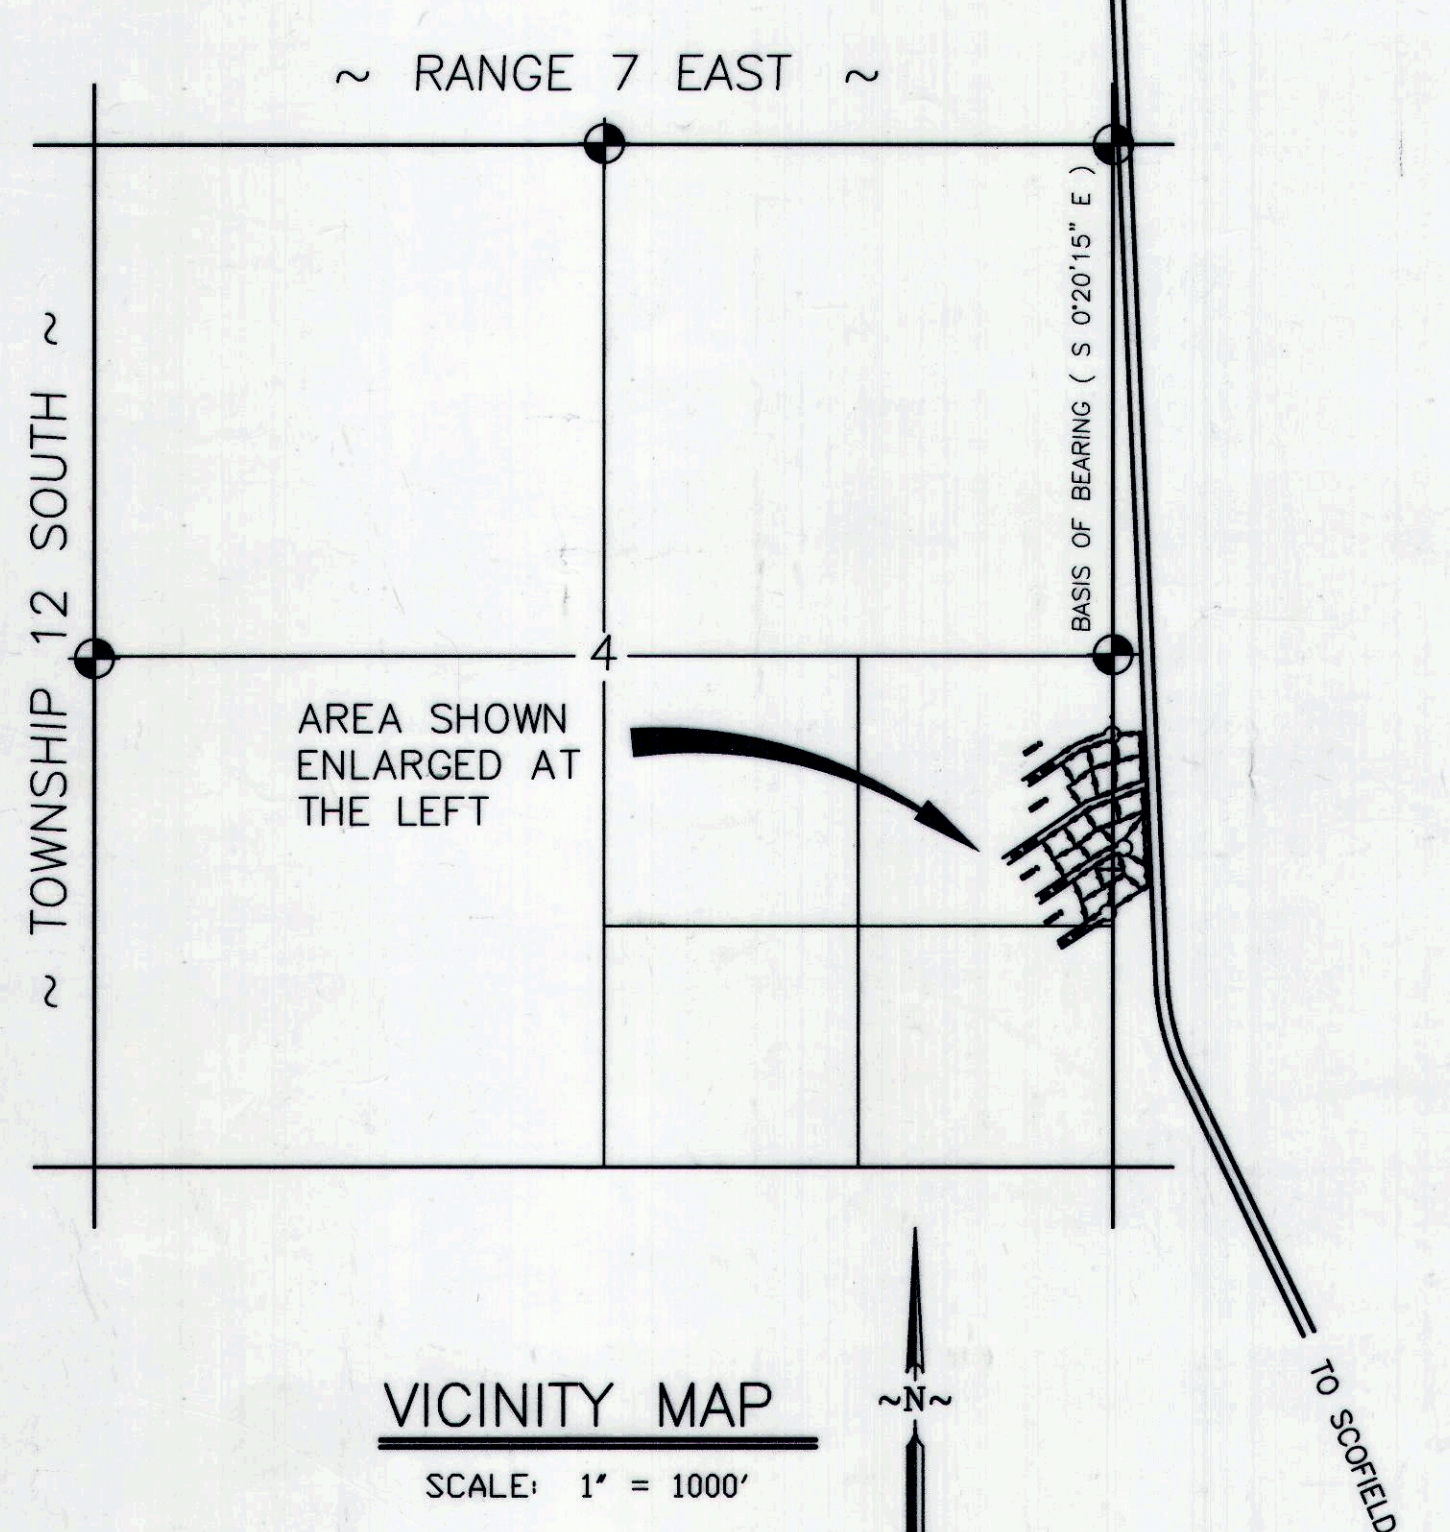 ~ RANGE 7 EAST ~
~ TOWNSHIP 12 SOUTH ~
BASIS OF BEARING ( S 0°20'15" E )
4
AREA SHOWN
ENLARGED AT
THE LEFT
~N~
VICINITY MAP
SCALE: 1" = 1000'
TO SCOFIELD